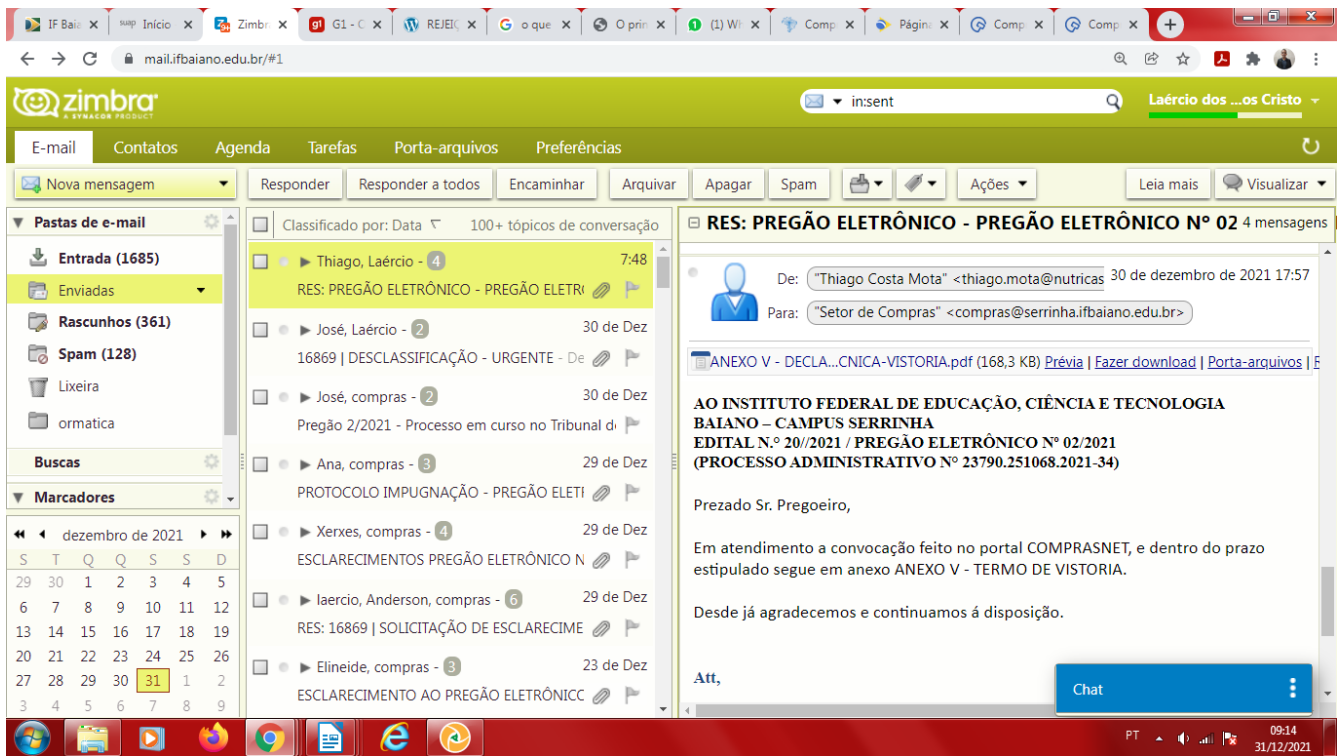 IF Baia
suap Início
Zimbr
G1 - C
REJEIÇ
o que
O prin
(1) Wh
Comp
Página
Comp
Comp
mail.ifbaiano.edu.br/#1
zimbra
A SYNACOR PRODUCT
in:sent
Laércio dos ...os Cristo
E-mail Contatos Agenda Tarefas Porta-arquivos Preferências
Nova mensagem Responder Responder a todos Encaminhar Arquivar Apagar Spam Ações Leia mais Visualizar
Pastas de e-mail
Entrada (1685)
Enviadas
Rascunhos (361)
Spam (128)
Lixeira
ormatica
Buscas
Marcadores
dezembro de 2021
S T Q Q S S D
29 30 1 2 3 4 5
6 7 8 9 10 11 12
13 14 15 16 17 18 19
20 21 22 23 24 25 26
27 28 29 30 31 1 2
3 4 5 6 7 8 9
Classificado por: Data 100+ tópicos de conversação
Thiago, Laércio - 4 7:48
RES: PREGÃO ELETRÔNICO - PREGÃO ELETR
José, Laércio - 2 30 de Dez
16869 | DESCLASSIFICAÇÃO - URGENTE - De
José, compras - 2 30 de Dez
Pregão 2/2021 - Processo em curso no Tribunal d
Ana, compras - 3 29 de Dez
PROTOCOLO IMPUGNAÇÃO - PREGÃO ELET
Xerxes, compras - 4 29 de Dez
ESCLARECIMENTOS PREGÃO ELETRÔNICO N
laercio, Anderson, compras - 6 29 de Dez
RES: 16869 | SOLICITAÇÃO DE ESCLARECIME
Elineide, compras - 3 23 de Dez
ESCLARECIMENTO AO PREGÃO ELETRÔNICC
RES: PREGÃO ELETRÔNICO - PREGÃO ELETRÔNICO N° 02 4 mensagens
De: "Thiago Costa Mota" <thiago.mota@nutricas 30 de dezembro de 2021 17:57
Para: "Setor de Compras" <compras@serrinha.ifbaiano.edu.br>
ANEXO V - DECLA...CNICA-VISTORIA.pdf (168,3 KB) Prévia | Fazer download | Porta-arquivos | R
AO INSTITUTO FEDERAL DE EDUCAÇÃO, CIÊNCIA E TECNOLOGIA
BAIANO – CAMPUS SERRINHA
EDITAL N.° 20//2021 / PREGÃO ELETRÔNICO Nº 02/2021
(PROCESSO ADMINISTRATIVO N° 23790.251068.2021-34)
Prezado Sr. Pregoeiro,
Em atendimento a convocação feito no portal COMPRASNET, e dentro do prazo
estipulado segue em anexo ANEXO V - TERMO DE VISTORIA.
Desde já agradecemos e continuamos á disposição.
Att,
Chat
PT
09:14
31/12/2021